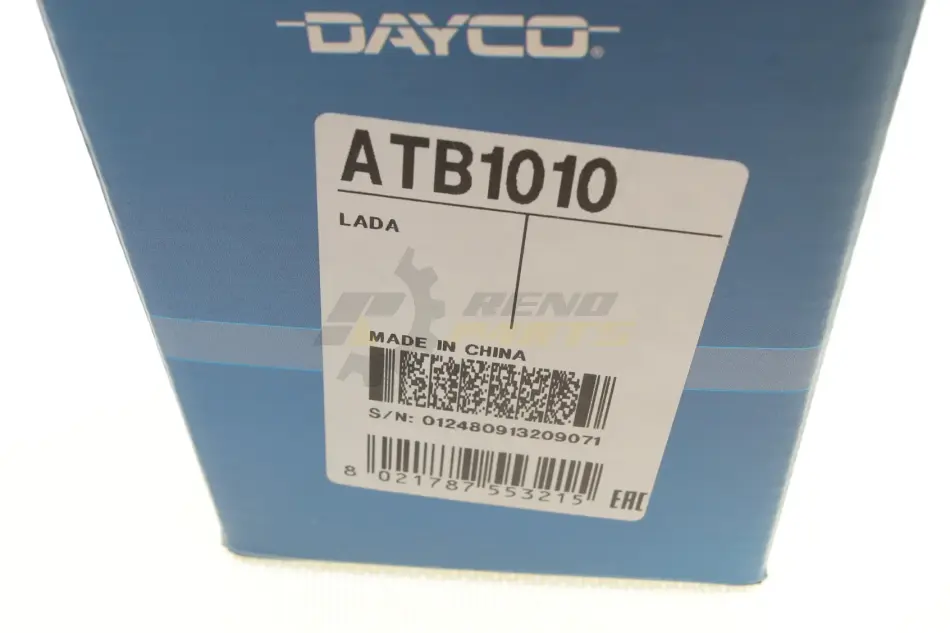 DAYCO®
ATB1010
LADA
RENO
PARTS
MADE IN CHINA
S/N: 012480913209071
8 021787 553215
EAC